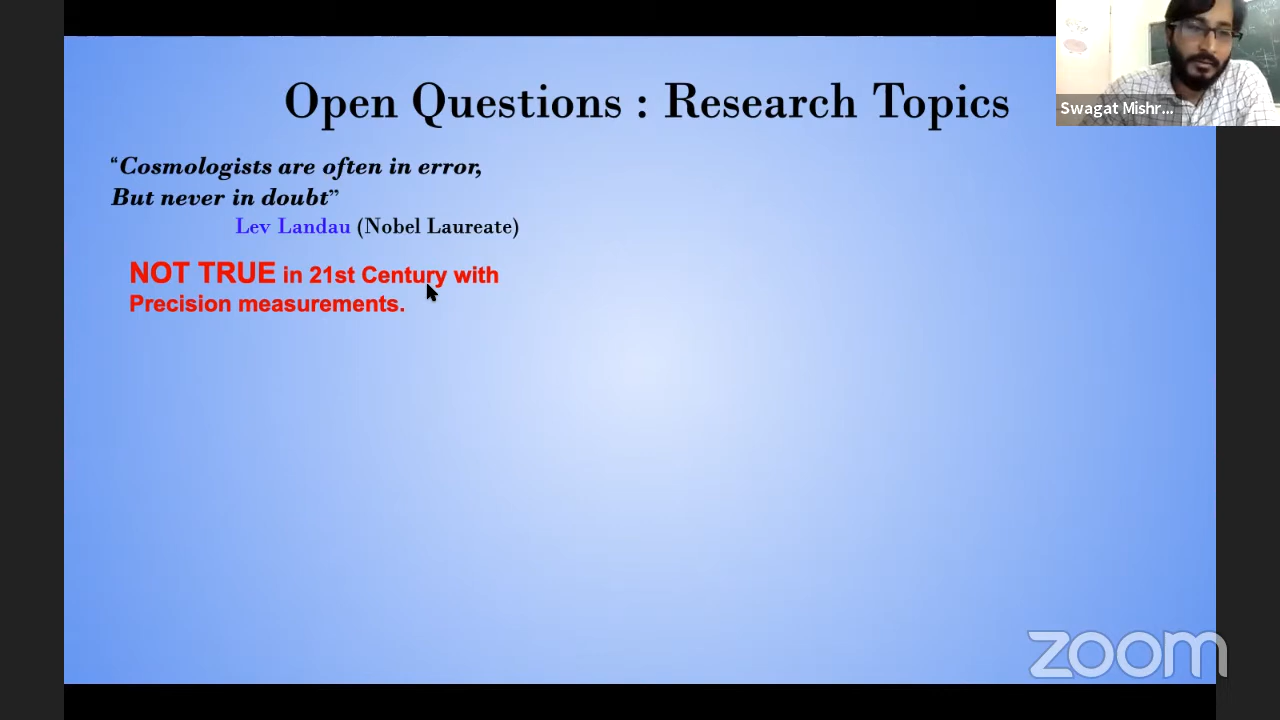 Open Questions : Research Topics
Swagat Mishr...
“Cosmologists are often in error,
But never in doubt”
Lev Landau (Nobel Laureate)
NOT TRUE in 21st Century with
Precision measurements.
zoom